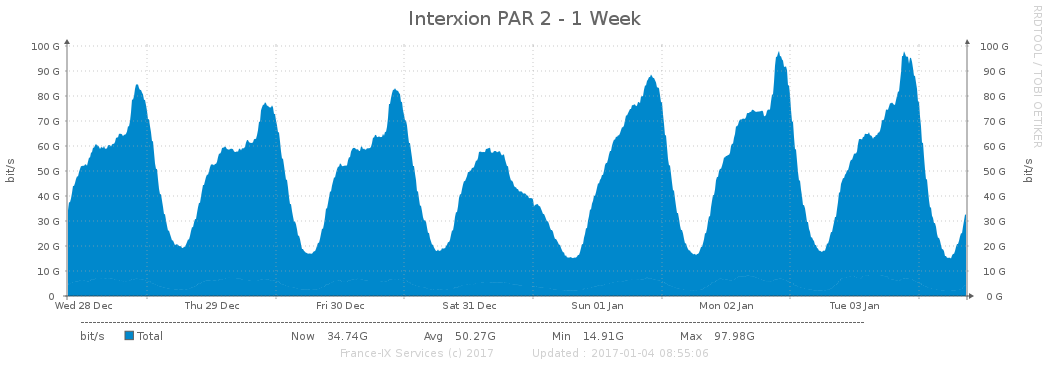 Interxion PAR 2 - 1 Week
RRDTOOL / TOBI OETIKER
100 G 100 G
90 G 90 G
80 G 80 G
70 G 70 G
60 G 60 G
50 G 50 G
40 G 40 G
30 G 30 G
20 G 20 G
10 G 10 G
0 0 G
bit/s bit/s
Wed 28 Dec Thu 29 Dec Fri 30 Dec Sat 31 Dec Sun 01 Jan Mon 02 Jan Tue 03 Jan
bit/s Total Now 34.74G Avg 50.27G Min 14.91G Max 97.98G
France-IX Services (c) 2017 Updated : 2017-01-04 08:55:06